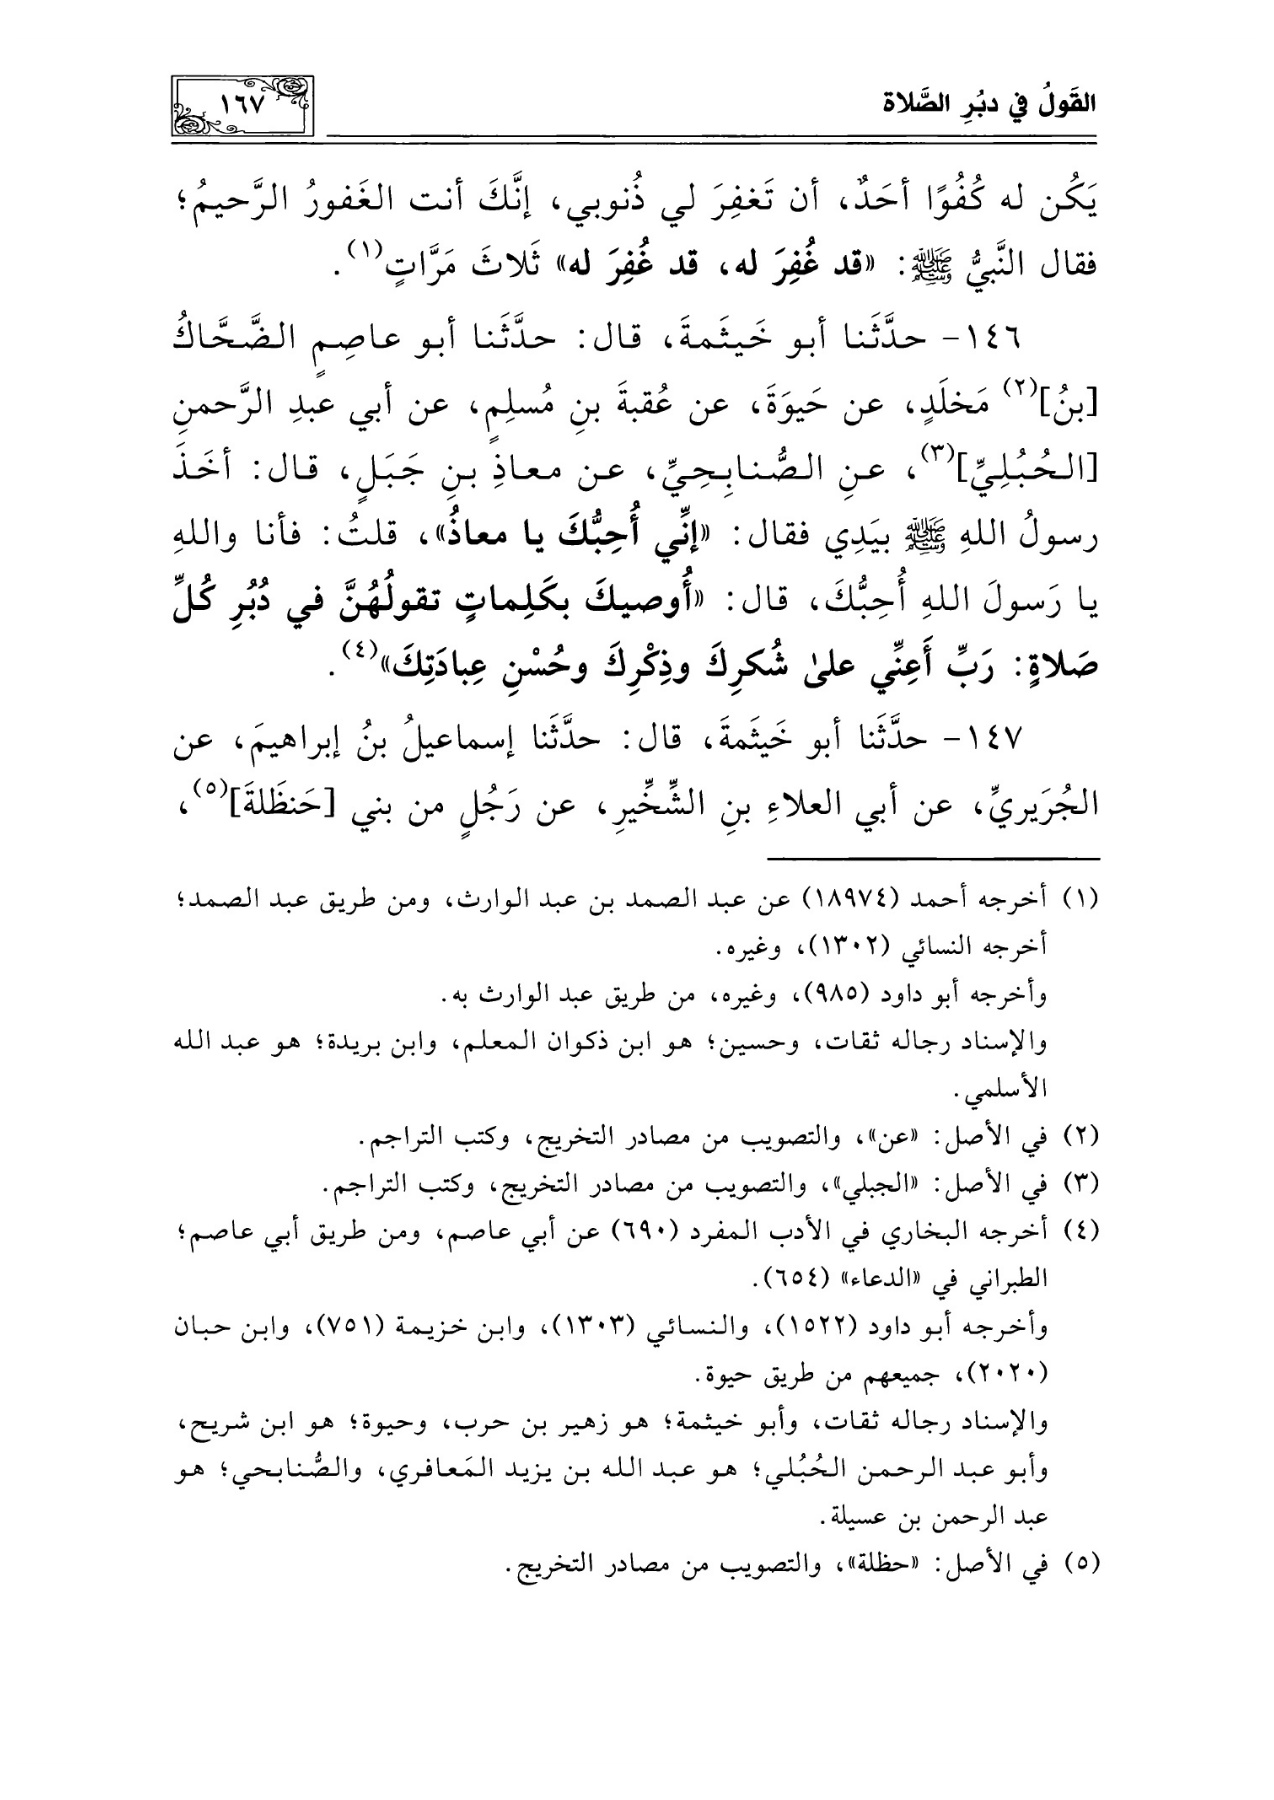 القَولُ في دبُرِ الصَّلاة
١٦٧
يَكُن له كُفُوًا أحَدٌ، أن تَغفِرَ لي ذُنوبي، إنَّكَ أنت الغَفورُ الرَّحيمُ؛
فقال النَّبيُّ ﷺ: «قد غُفِرَ له، قد غُفِرَ له» ثَلاثَ مَرَّاتٍ(١).
١٤٦- حدَّثَنا أبو خَيثَمةَ، قال: حدَّثَنا أبو عاصِمٍ الضَّحَّاكُ
[بنُ](٢) مَخلَدٍ، عن حَيوَةَ، عن عُقبةَ بنِ مُسلِمٍ، عن أبي عبدِ الرَّحمنِ
[الحُبُلِيِّ](٣)، عنِ الصُّنابِحِيِّ، عن معاذِ بنِ جَبَلٍ، قال: أخَذَ
رسولُ اللهِ ﷺ بيَدِي فقال: «إنِّي أُحِبُّكَ يا معاذُ»، قلتُ: فأنا واللهِ
يا رَسولَ اللهِ أُحِبُّكَ، قال: «أُوصيكَ بكَلِماتٍ تقولُهُنَّ في دُبُرِ كُلِّ
صَلاةٍ: رَبِّ أَعِنِّي علىٰ شُكرِكَ وذِكْرِكَ وحُسْنِ عِبادَتِكَ»(٤).
١٤٧- حدَّثَنا أبو خَيثَمةَ، قال: حدَّثَنا إسماعيلُ بنُ إبراهيمَ، عن
الجُرَيريِّ، عن أبي العلاءِ بنِ الشِّخِّيرِ، عن رَجُلٍ من بني [حَنظَلةَ](٥)،
(١) أخرجه أحمد (١٨٩٧٤) عن عبد الصمد بن عبد الوارث، ومن طريق عبد الصمد؛
أخرجه النسائي (١٣٠٢)، وغيره.
وأخرجه أبو داود (٩٨٥)، وغيره، من طريق عبد الوارث به.
والإسناد رجاله ثقات، وحسين؛ هو ابن ذكوان المعلم، وابن بريدة؛ هو عبد الله
الأسلمي.
(٢) في الأصل: «عن»، والتصويب من مصادر التخريج، وكتب التراجم.
(٣) في الأصل: «الجبلي»، والتصويب من مصادر التخريج، وكتب التراجم.
(٤) أخرجه البخاري في الأدب المفرد (٦٩٠) عن أبي عاصم، ومن طريق أبي عاصم؛
الطبراني في «الدعاء» (٦٥٤).
وأخرجه أبو داود (١٥٢٢)، والنسائي (١٣٠٣)، وابن خزيمة (٧٥١)، وابن حبان
(٢٠٢٠)، جميعهم من طريق حيوة.
والإسناد رجاله ثقات، وأبو خيثمة؛ هو زهير بن حرب، وحيوة؛ هو ابن شريح،
وأبو عبد الرحمن الحُبُلي؛ هو عبد الله بن يزيد المَعافري، والصُّنابحي؛ هو
عبد الرحمن بن عسيلة.
(٥) في الأصل: «حظلة»، والتصويب من مصادر التخريج.